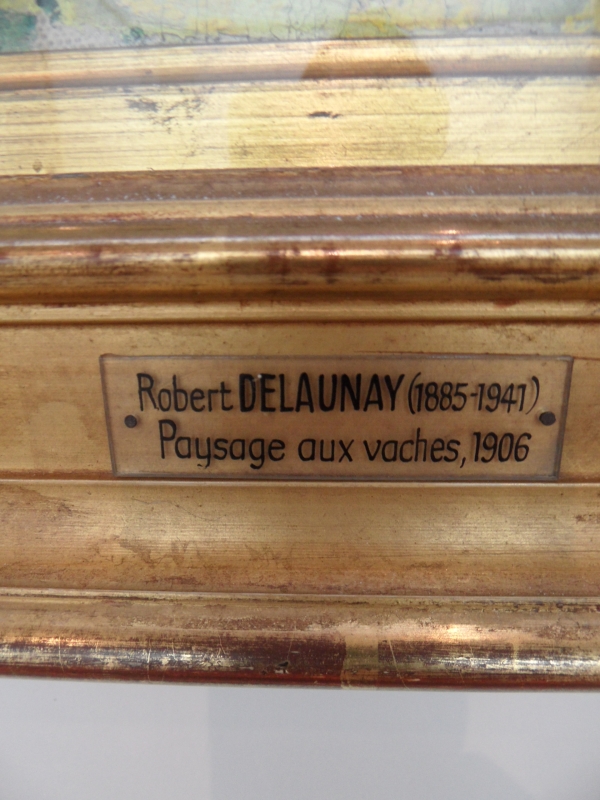 Robert DELAUNAY (1885-1941)
Paysage aux vaches, 1906